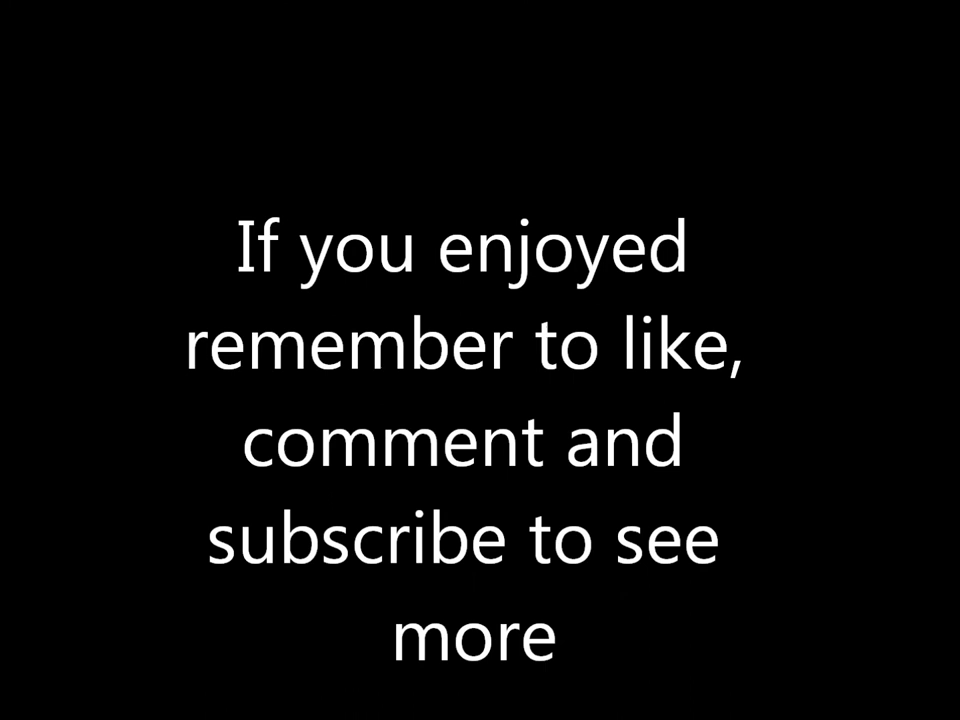 If you enjoyed
remember to like,
comment and
subscribe to see
more